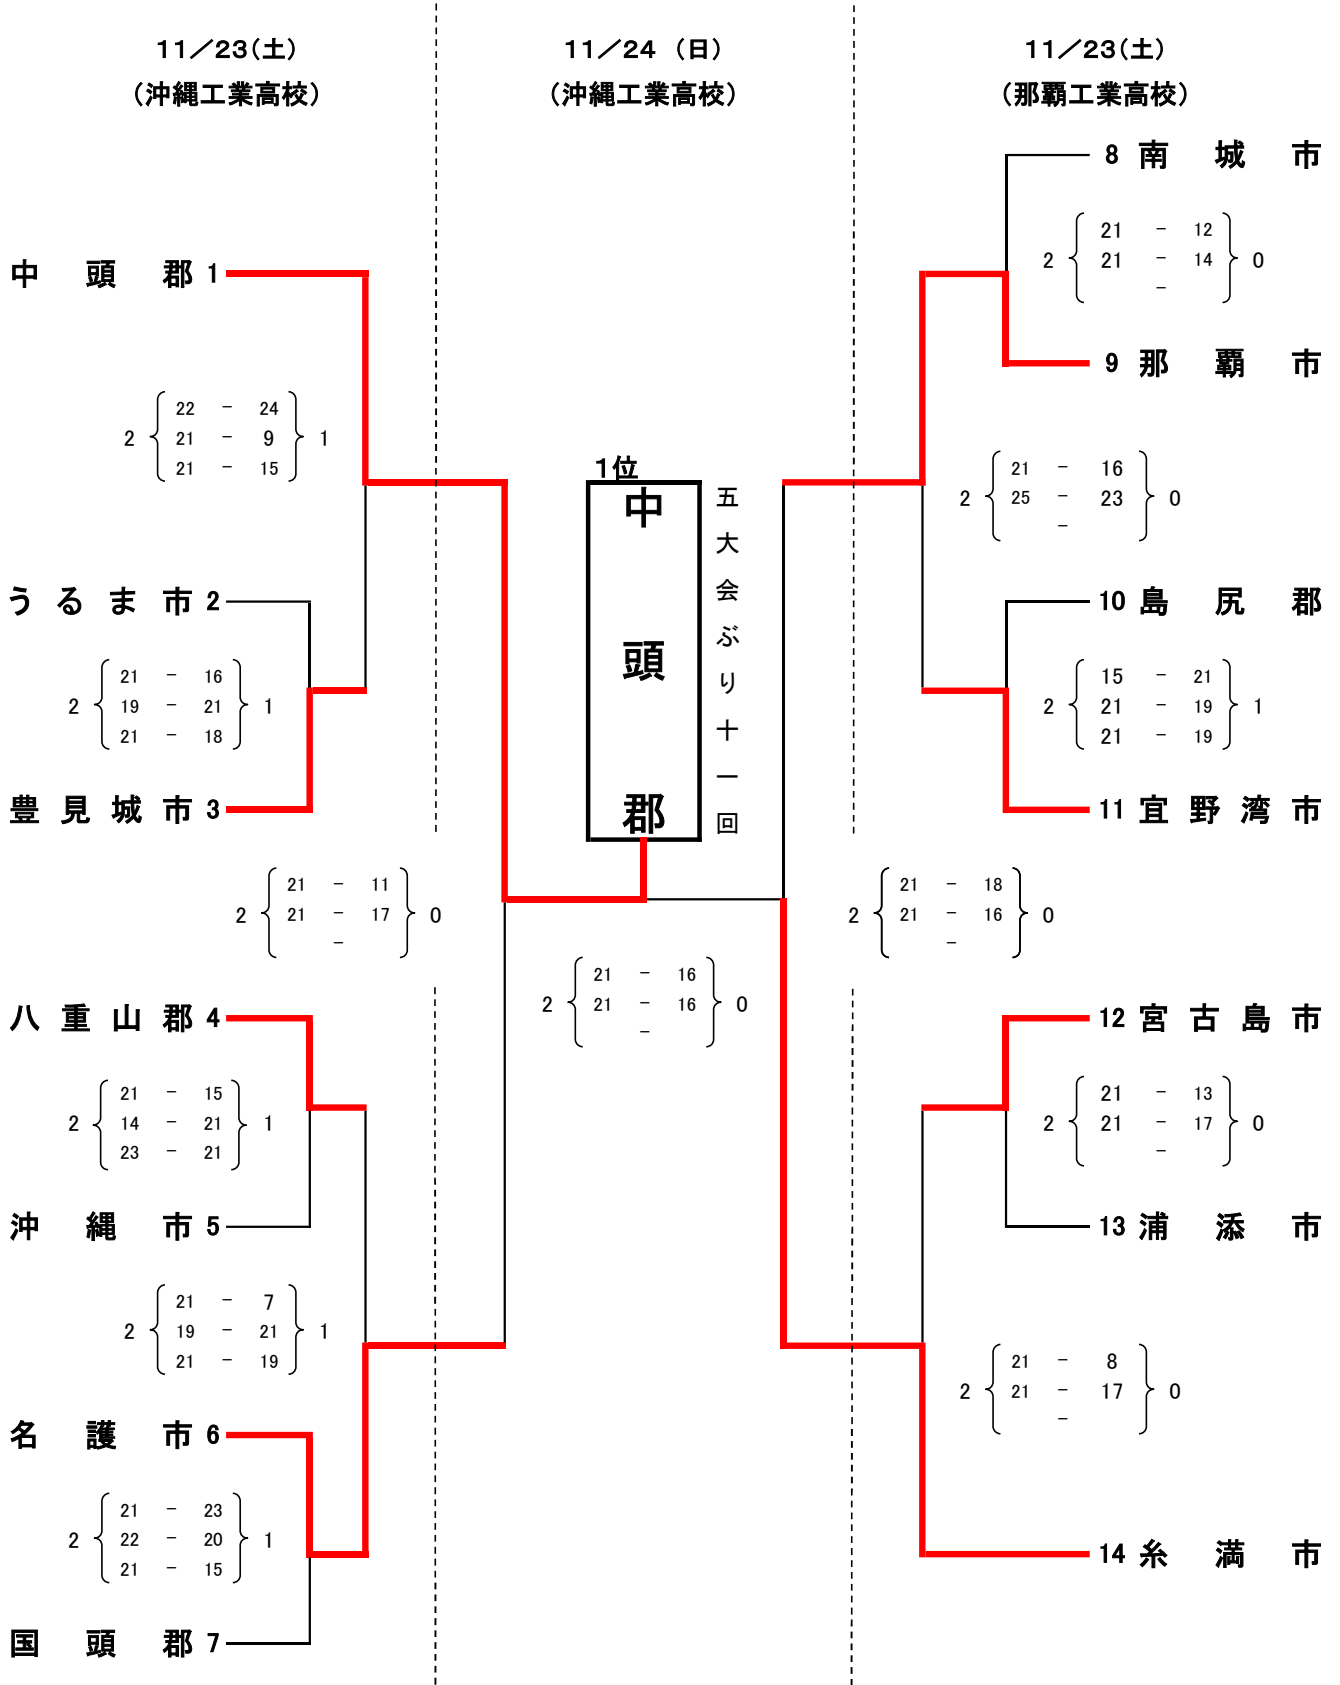 11／23(土)
(沖縄工業高校)
11／24 (日)
(沖縄工業高校)
11／23(土)
(那覇工業高校)
中頭郡 1
2 22 - 24 1
21 - 9
21 - 15
うるま市 2
2 21 - 16 1
19 - 21
21 - 18
豊見城市 3
2 21 - 11 0
21 - 17
-
八重山郡 4
2 21 - 15 1
14 - 21
23 - 21
沖縄市 5
2 21 - 7 1
19 - 21
21 - 19
名護市 6
2 21 - 23 1
22 - 20
21 - 15
国頭郡 7
1位
中頭郡
五大会ぶり十一回
2 21 - 16 0
21 - 16
-
8 南城市
2 21 - 12 0
21 - 14
-
9 那覇市
2 21 - 16 0
25 - 23
-
10 島尻郡
2 15 - 21 1
21 - 19
21 - 19
11 宜野湾市
2 21 - 18 0
21 - 16
-
12 宮古島市
2 21 - 13 0
21 - 17
-
13 浦添市
2 21 - 8 0
21 - 17
-
14 糸満市